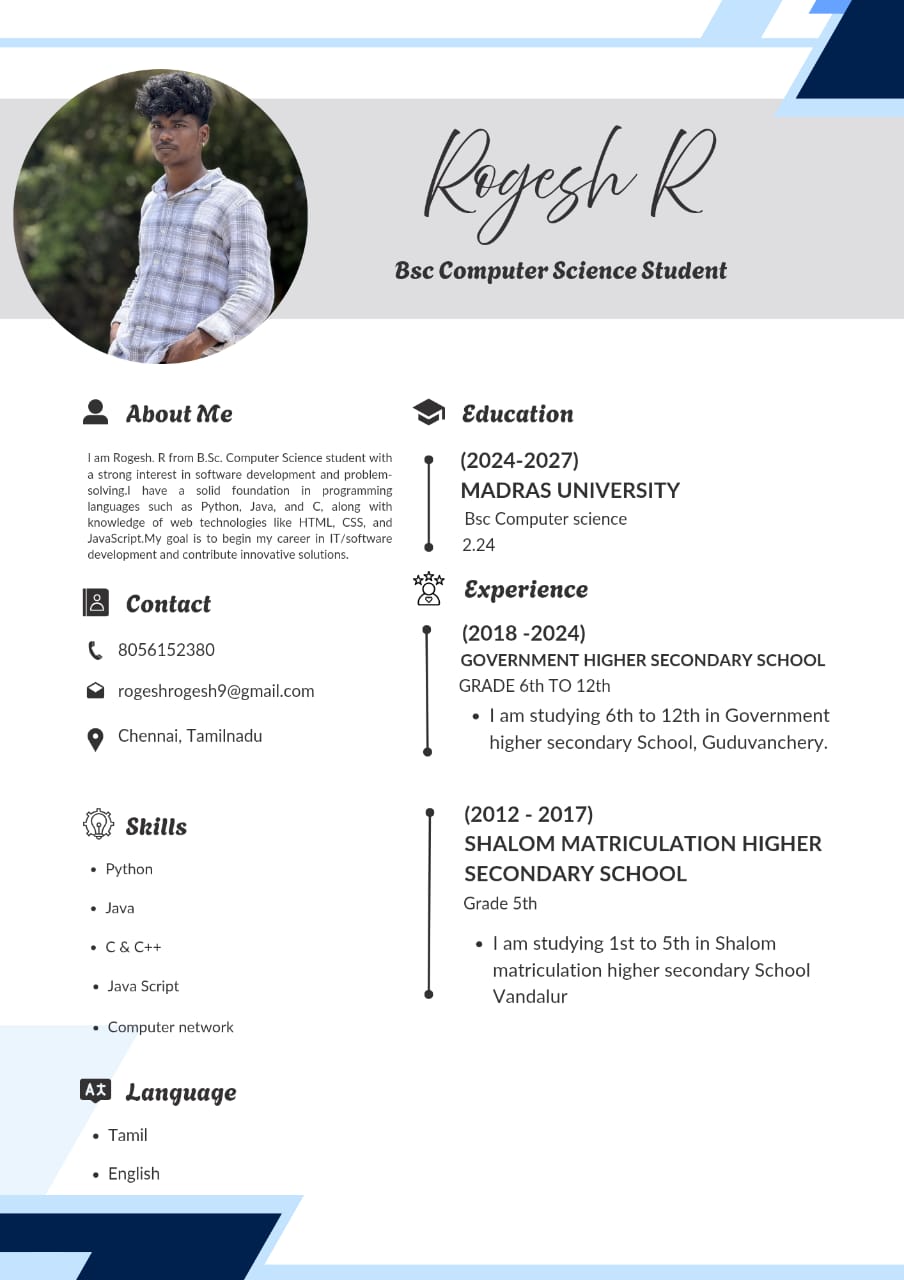 Rogesh R
Bsc Computer Science Student
About Me
I am Rogesh. R from B.Sc. Computer Science student with
a strong interest in software development and problem-
solving.I have a solid foundation in programming
languages such as Python, Java, and C, along with
knowledge of web technologies like HTML, CSS, and
JavaScript.My goal is to begin my career in IT/software
development and contribute innovative solutions.
Contact
8056152380
rogeshrogesh9@gmail.com
Chennai, Tamilnadu
Skills
• Python
• Java
• C & C++
• Java Script
• Computer network
Language
• Tamil
• English
Education
(2024-2027)
MADRAS UNIVERSITY
Bsc Computer science
2.24
Experience
(2018 -2024)
GOVERNMENT HIGHER SECONDARY SCHOOL
GRADE 6th TO 12th
• I am studying 6th to 12th in Government
higher secondary School, Guduvanchery.
(2012 - 2017)
SHALOM MATRICULATION HIGHER
SECONDARY SCHOOL
Grade 5th
• I am studying 1st to 5th in Shalom
matriculation higher secondary School
Vandalur